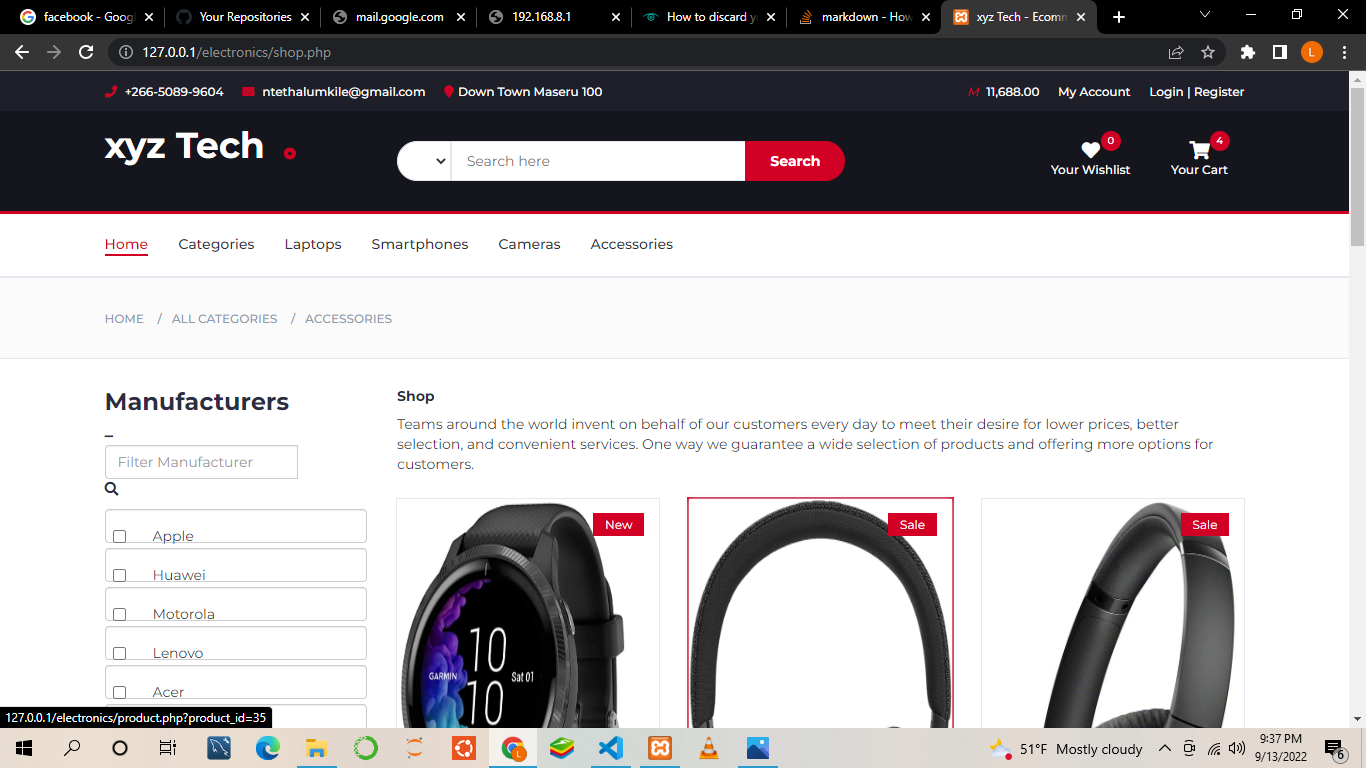 facebook - Goog
Your Repositories
mail.google.com
192.168.8.1
How to discard y
markdown - How
xyz Tech - Ecomm
127.0.0.1/electronics/shop.php
L
+266-5089-9604
ntethalumkile@gmail.com
Down Town Maseru 100
M 11,688.00
My Account
Login | Register
xyz Tech
Search here
Search
0
Your Wishlist
4
Your Cart
Home
Categories
Laptops
Smartphones
Cameras
Accessories
HOME / ALL CATEGORIES / ACCESSORIES
Manufacturers
Filter Manufacturer
Apple
Huawei
Motorola
Lenovo
Acer
Shop
Teams around the world invent on behalf of our customers every day to meet their desire for lower prices, better
selection, and convenient services. One way we guarantee a wide selection of products and offering more options for
customers.
New
GARMIN
10
10
Sat 01
Sale
Sale
127.0.0.1/electronics/product.php?product_id=35
L
51°F Mostly cloudy
9:37 PM
9/13/2022
6